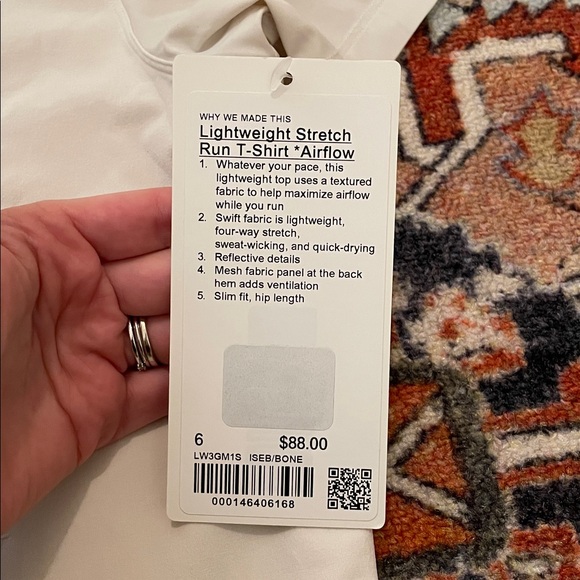 WHY WE MADE THIS
Lightweight Stretch
Run T-Shirt *Airflow
1. Whatever your pace, this
lightweight top uses a textured
fabric to help maximize airflow
while you run
2. Swift fabric is lightweight,
four-way stretch,
sweat-wicking, and quick-drying
3. Reflective details
4. Mesh fabric panel at the back
hem adds ventilation
5. Slim fit, hip length
6 $88.00
LW3GM1S ISEB/BONE
000146406168